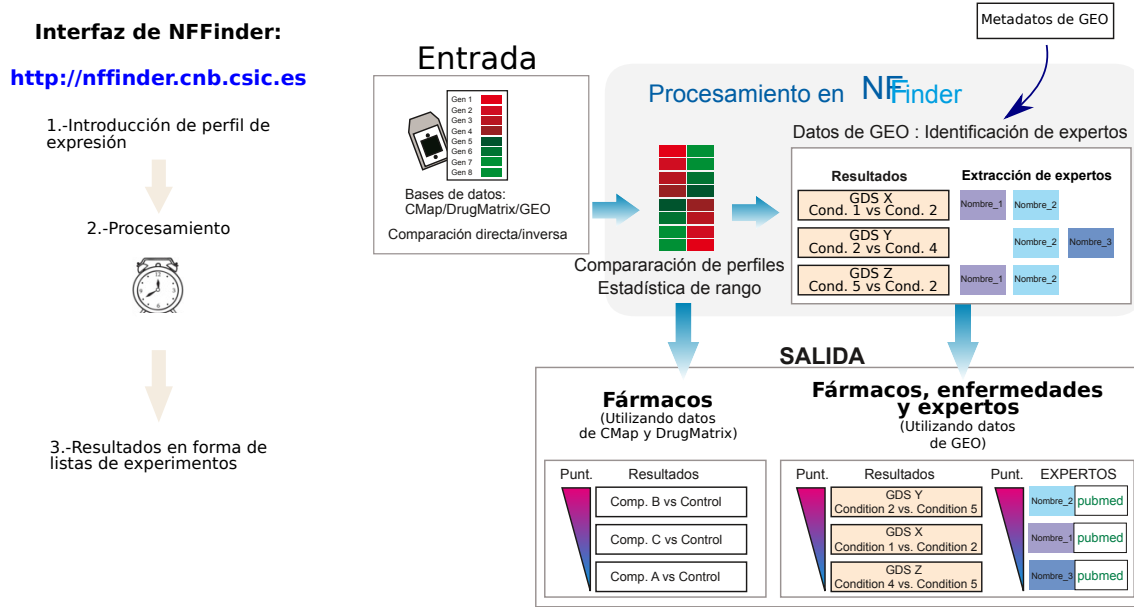 Interfaz de NFFinder:
http://nffinder.cnb.csic.es
1.-Introducción de perfil de
expresión
2.-Procesamiento
3.-Resultados en forma de
listas de experimentos
Entrada
Gen 1
Gen 2
Gen 3
Gen 4
Gen 5
Gen 6
Gen 7
Gen 8
Bases de datos:
CMap/DrugMatrix/GEO
Comparación directa/inversa
Metadatos de GEO
Procesamiento en NFFinder
Datos de GEO : Identificación de expertos
Compararación de perfiles
Estadística de rango
Resultados
Extracción de expertos
GDS X
Cond. 1 vs Cond. 2
Nombre_1
Nombre_2
GDS Y
Cond. 2 vs Cond. 4
Nombre_2
Nombre_3
GDS Z
Cond. 5 vs Cond. 2
Nombre_1
Nombre_2
SALIDA
Fármacos
(Utilizando datos
de CMap y DrugMatrix)
Punt.
Resultados
Comp. B vs Control
Comp. C vs Control
Comp. A vs Control
Fármacos, enfermedades
y expertos
(Utilizando datos
de GEO)
Punt.
Resultados
GDS Y
Condition 2 vs. Condition 5
GDS X
Condition 1 vs. Condition 2
GDS Z
Condition 4 vs. Condition 5
Punt.
EXPERTOS
Nombre_2 pubmed
Nombre_1 pubmed
Nombre_3 pubmed